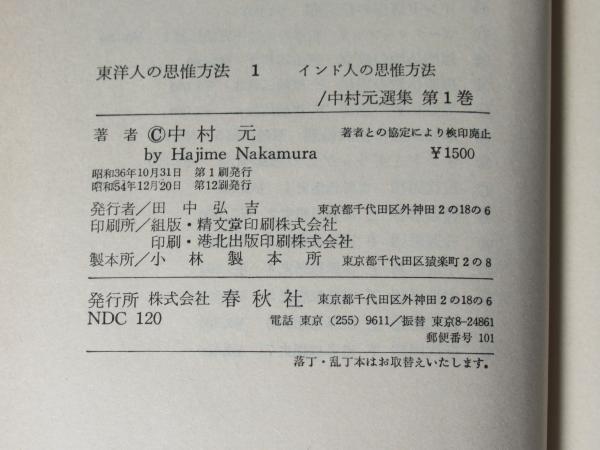 東洋人の思惟方法 1 インド人の思惟方法
/中村元選集 第1巻
著者 ©中村 元 著者との協定により検印廃止
by Hajime Nakamura ¥1500
昭和36年10月31日 第1刷発行
昭和54年12月20日 第12刷発行
発行者/田中弘吉 東京都千代田区外神田2の18の6
印刷所/組版・精文堂印刷株式会社
印刷・港北出版印刷株式会社
製本所/小林製本所 東京都千代田区猿楽町2の8
発行所 株式会社 春秋社 東京都千代田区外神田2の18の6
NDC 120 電話 東京 (255) 9611/振替 東京8-24861
郵便番号 101
落丁・乱丁本はお取替えいたします。